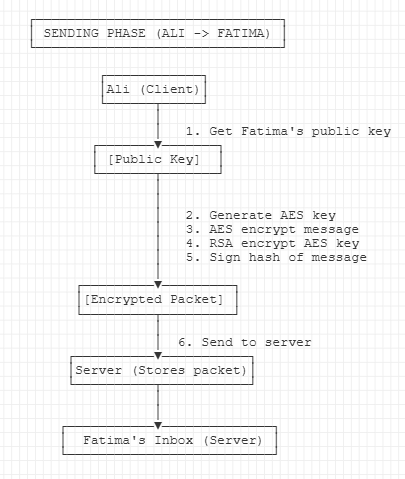 SENDING PHASE (ALI -> FATIMA)
Ali (Client)
1. Get Fatima's public key
[Public Key]
2. Generate AES key
3. AES encrypt message
4. RSA encrypt AES key
5. Sign hash of message
[Encrypted Packet]
6. Send to server
Server (Stores packet)
Fatima's Inbox (Server)